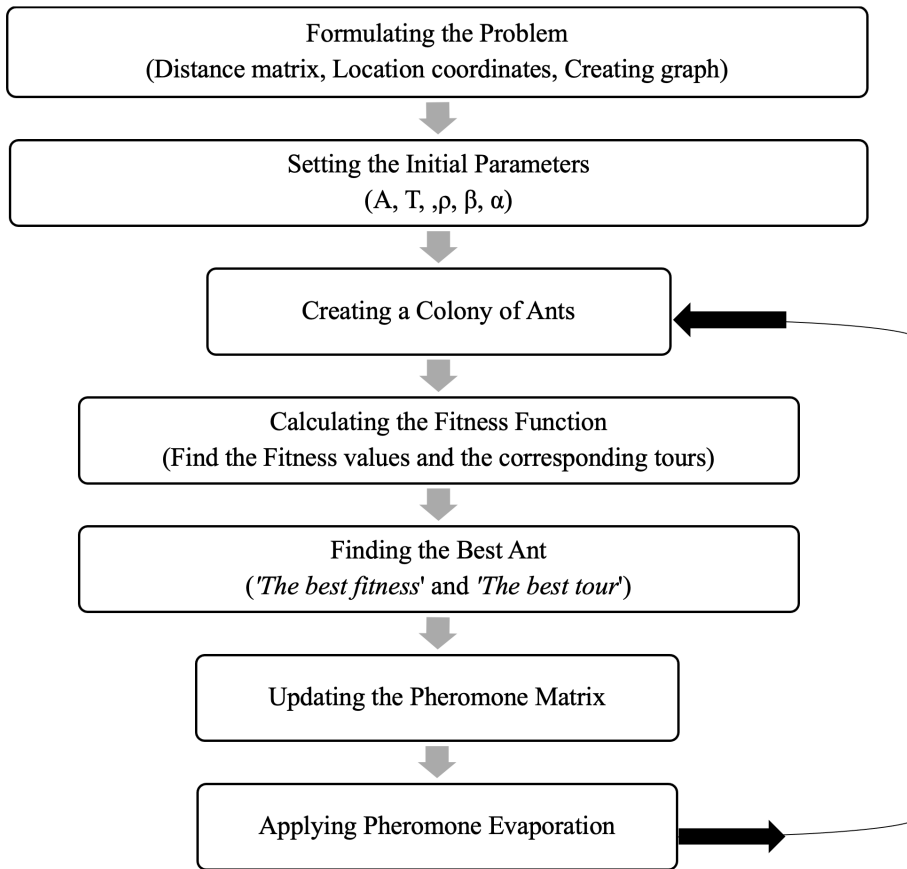 Formulating the Problem
(Distance matrix, Location coordinates, Creating graph)
Setting the Initial Parameters
(A, T, ,ρ, β, α)
Creating a Colony of Ants
Calculating the Fitness Function
(Find the Fitness values and the corresponding tours)
Finding the Best Ant
('The best fitness' and 'The best tour')
Updating the Pheromone Matrix
Applying Pheromone Evaporation